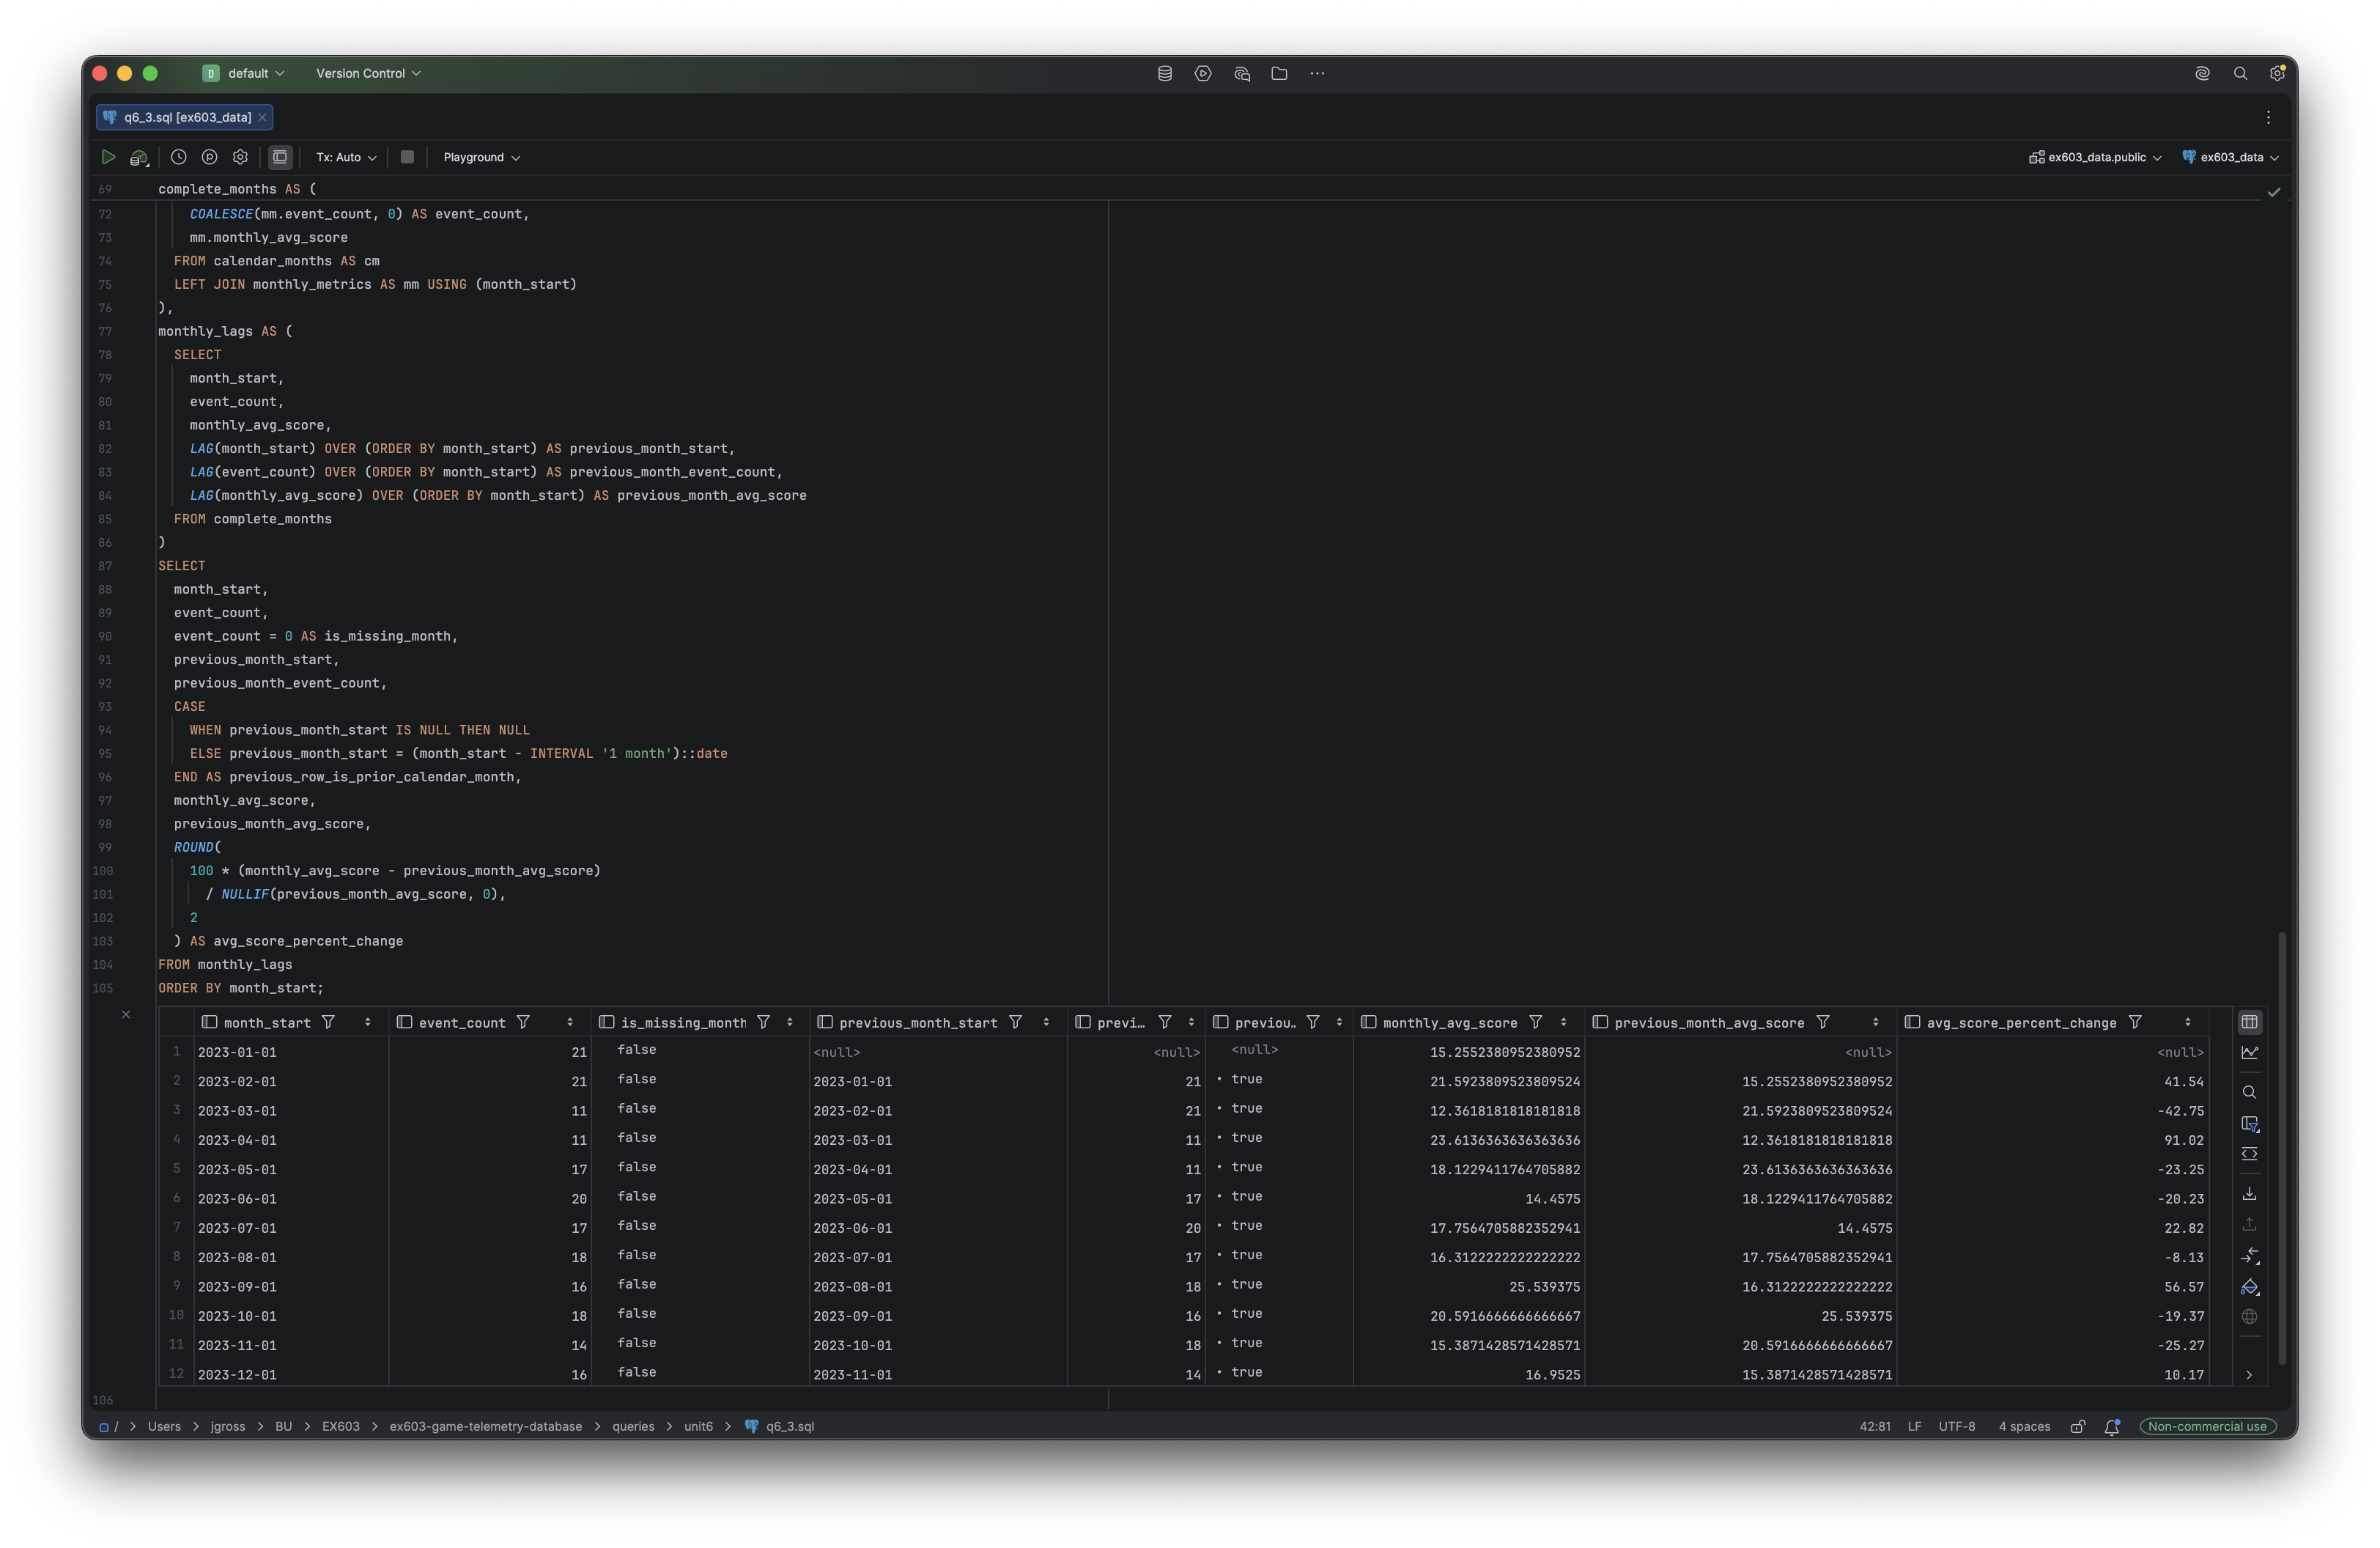 D default Version Control
q6_3.sql [ex603_data]
Tx: Auto Playground ex603_data.public ex603_data
69 complete_months AS (
72 COALESCE(mm.event_count, 0) AS event_count,
73 mm.monthly_avg_score
74 FROM calendar_months AS cm
75 LEFT JOIN monthly_metrics AS mm USING (month_start)
76 ),
77 monthly_lags AS (
78 SELECT
79 month_start,
80 event_count,
81 monthly_avg_score,
82 LAG(month_start) OVER (ORDER BY month_start) AS previous_month_start,
83 LAG(event_count) OVER (ORDER BY month_start) AS previous_month_event_count,
84 LAG(monthly_avg_score) OVER (ORDER BY month_start) AS previous_month_avg_score
85 FROM complete_months
86 )
87 SELECT
88 month_start,
89 event_count,
90 event_count = 0 AS is_missing_month,
91 previous_month_start,
92 previous_month_event_count,
93 CASE
94 WHEN previous_month_start IS NULL THEN NULL
95 ELSE previous_month_start = (month_start - INTERVAL '1 month')::date
96 END AS previous_row_is_prior_calendar_month,
97 monthly_avg_score,
98 previous_month_avg_score,
99 ROUND(
100 100 * (monthly_avg_score - previous_month_avg_score)
101 / NULLIF(previous_month_avg_score, 0),
102 2
103 ) AS avg_score_percent_change
104 FROM monthly_lags
105 ORDER BY month_start;
month_start event_count is_missing_month previous_month_start previ… previou… monthly_avg_score previous_month_avg_score avg_score_percent_change
1 2023-01-01 21 false <null> <null> <null> 15.2552380952380952 <null> <null>
2 2023-02-01 21 false 2023-01-01 21 • true 21.5923809523809524 15.2552380952380952 41.54
3 2023-03-01 11 false 2023-02-01 21 • true 12.3618181818181818 21.5923809523809524 -42.75
4 2023-04-01 11 false 2023-03-01 11 • true 23.6136363636363636 12.3618181818181818 91.02
5 2023-05-01 17 false 2023-04-01 11 • true 18.1229411764705882 23.6136363636363636 -23.25
6 2023-06-01 20 false 2023-05-01 17 • true 14.4575 18.1229411764705882 -20.23
7 2023-07-01 17 false 2023-06-01 20 • true 17.7564705882352941 14.4575 22.82
8 2023-08-01 18 false 2023-07-01 17 • true 16.3122222222222222 17.7564705882352941 -8.13
9 2023-09-01 16 false 2023-08-01 18 • true 25.539375 16.3122222222222222 56.57
10 2023-10-01 18 false 2023-09-01 16 • true 20.5916666666666667 25.539375 -19.37
11 2023-11-01 14 false 2023-10-01 18 • true 15.3871428571428571 20.5916666666666667 -25.27
12 2023-12-01 16 false 2023-11-01 14 • true 16.9525 15.3871428571428571 10.17
106
/ > Users > jgross > BU > EX603 > ex603-game-telemetry-database > queries > unit6 > q6_3.sql 42:81 LF UTF-8 4 spaces Non-commercial use